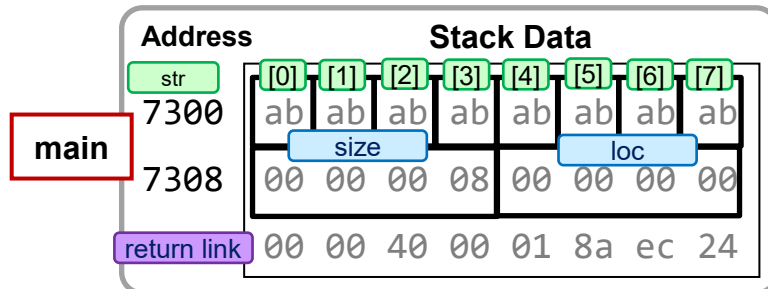 Address Stack Data
str [0] [1] [2] [3] [4] [5] [6] [7]
7300 ab ab ab ab ab ab ab ab
main
size loc
7308 00 00 00 08 00 00 00 00
return link 00 00 40 00 01 8a ec 24